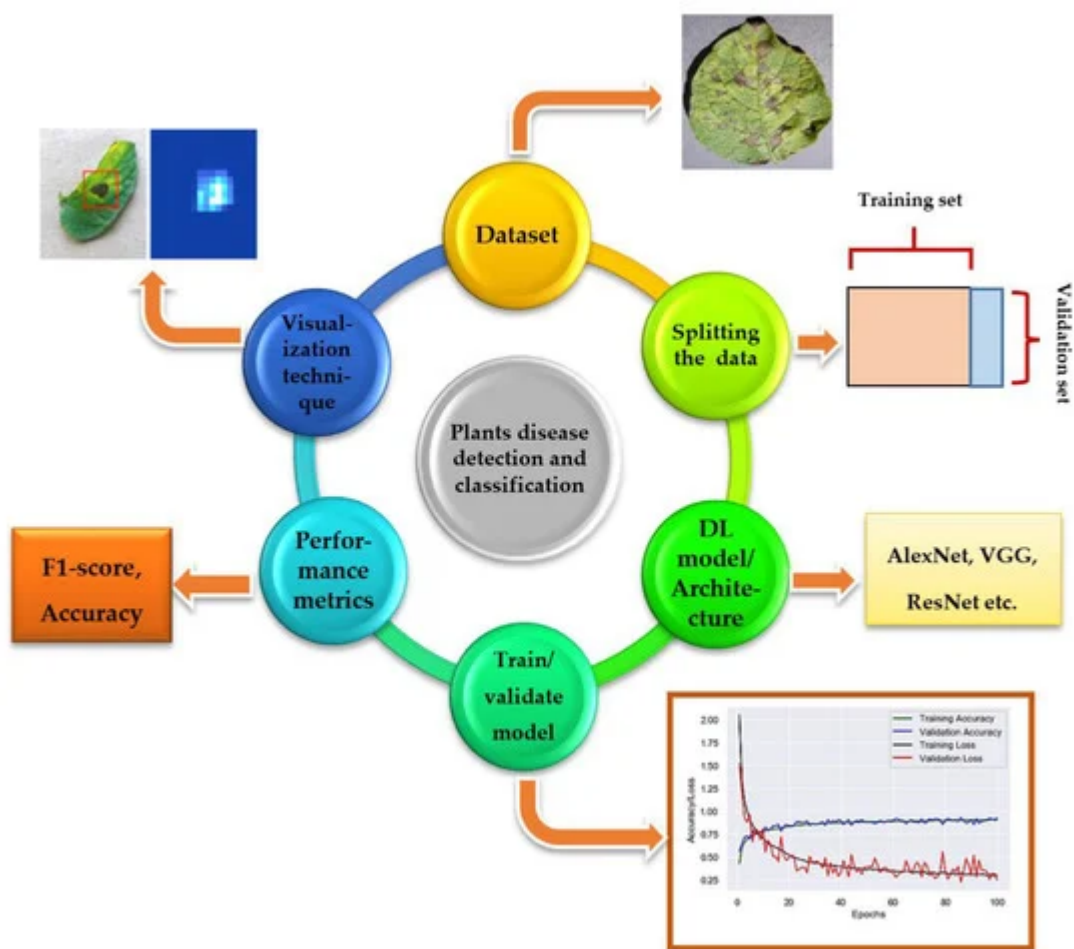 Dataset
Training set
Validation set
Splitting
the data
Visual-
ization
techni-
que
Plants disease
detection and
classification
DL
model/
Archite-
cture
AlexNet, VGG,
ResNet etc.
Perfor-
mance
metrics
F1-score,
Accuracy
Train/
validate
model
Accuracy/Loss
2.00
1.75
1.50
1.25
1.00
0.75
0.50
0.25
Training Accuracy
Validation Accuracy
Training Loss
Validation Loss
0
20
40
60
80
100
Epochs